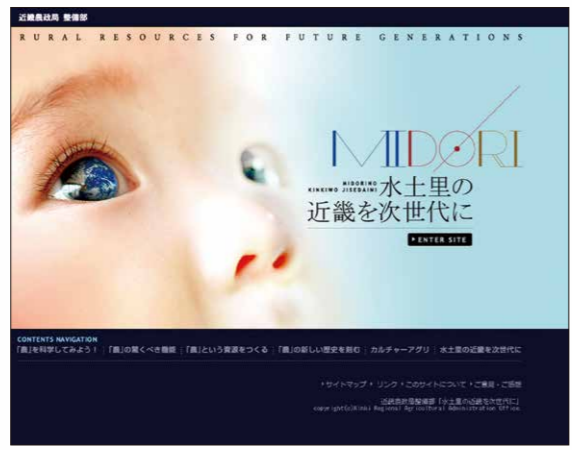 近畿農政局 整備部
RURAL RESOURCES FOR FUTURE GENERATIONS
MIDORI
MIDORINO
KINKIWO JISEDAINI
水土里の
近畿を次世代に
ENTER SITE
CONTENTS NAVIGATION
「農」を科学してみよう! 「農」の驚くべき機能 「農」という資源をつくる 「農」の新しい歴史を刻む カルチャーアグリ 水土里の近畿を次世代に
サイトマップ リンク このサイトについて ご意見・ご感想
近畿農政局整備部「水土里の近畿を次世代に」
copyright(c)Kinki Regional Agricultural Administration Office.